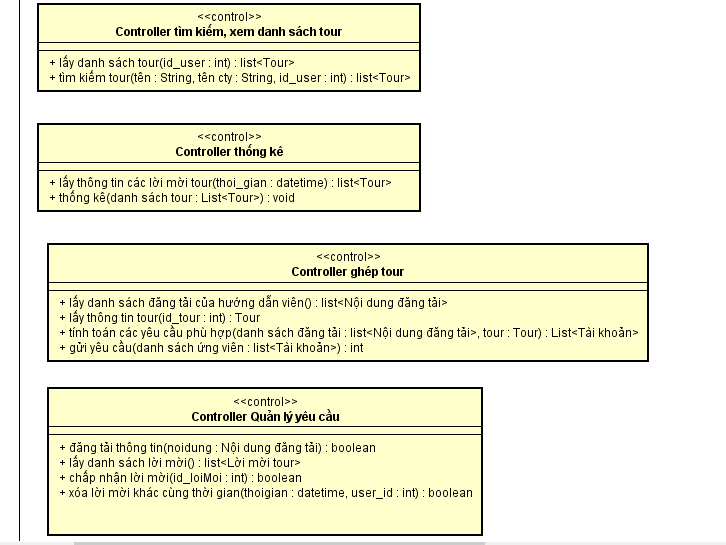 <<control>>
Controller tìm kiếm, xem danh sách tour
+ lấy danh sách tour(id_user : int) : list<Tour>
+ tìm kiếm tour(tên : String, tên cty : String, id_user : int) : list<Tour>
<<control>>
Controller thống kê
+ lấy thông tin các lời mời tour(thoi_gian : datetime) : list<Tour>
+ thống kê(danh sách tour : List<Tour>) : void
<<control>>
Controller ghép tour
+ lấy danh sách đăng tải của hướng dẫn viên() : list<Nội dung đăng tải>
+ lấy thông tin tour(id_tour : int) : Tour
+ tính toán các yêu cầu phù hợp(danh sách đăng tải : list<Nội dung đăng tải>, tour : Tour) : List<Tài khoản>
+ gửi yêu cầu(danh sách ứng viên : list<Tài khoản>) : int
<<control>>
Controller Quản lý yêu cầu
+ đăng tải thông tin(noidung : Nội dung đăng tải) : boolean
+ lấy danh sách lời mời() : list<Lời mời tour>
+ chấp nhận lời mời(id_loiMoi : int) : boolean
+ xóa lời mời khác cùng thời gian(thoigian : datetime, user_id : int) : boolean